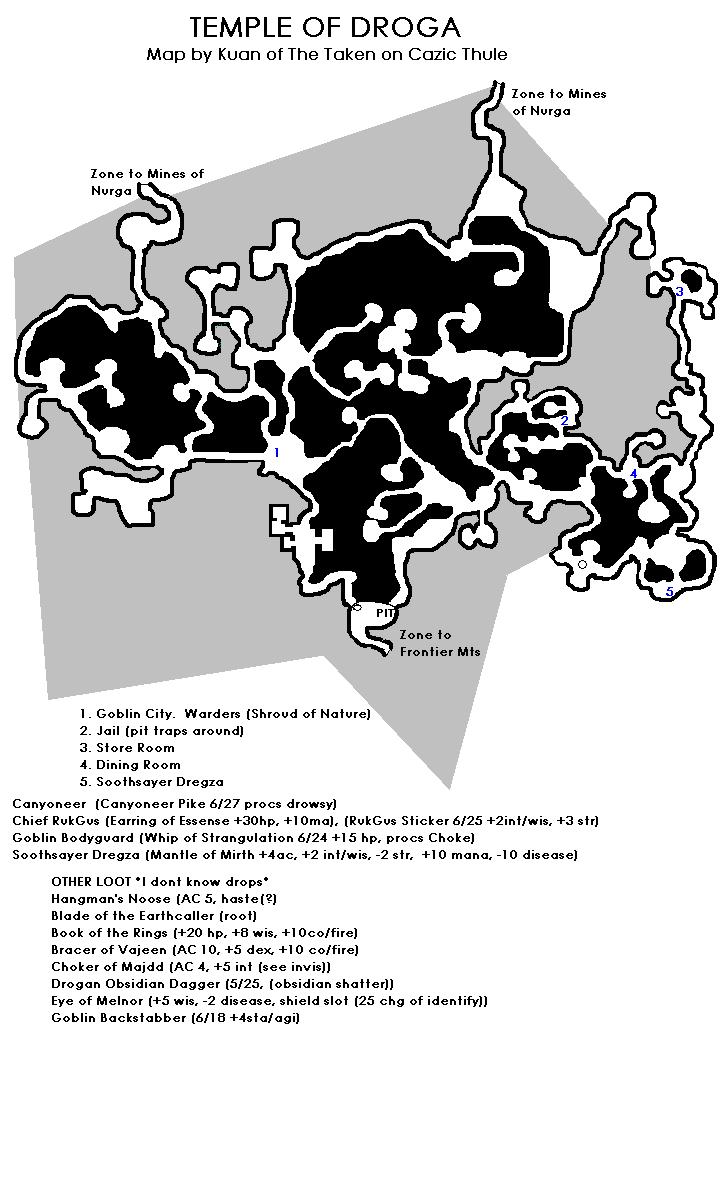 TEMPLE OF DROGA
Map by Kuan of The Taken on Cazic Thule
Zone to Mines
of Nurga
Zone to Mines of
Nurga
3
2
1
4
5
PIT
Zone to
Frontier Mts
1. Goblin City.  Warders (Shroud of Nature)
2. Jail (pit traps around)
3. Store Room
4. Dining Room
5. Soothsayer Dregza
Canyoneer  (Canyoneer Pike 6/27 procs drowsy)
Chief RukGus (Earring of Essense +30hp, +10ma), (RukGus Sticker 6/25 +2int/wis, +3 str)
Goblin Bodyguard (Whip of Strangulation 6/24 +15 hp, procs Choke)
Soothsayer Dregza (Mantle of Mirth +4ac, +2 int/wis, -2 str,  +10 mana, -10 disease)
OTHER LOOT *I dont know drops*
Hangman's Noose (AC 5, haste(?)
Blade of the Earthcaller (root)
Book of the Rings (+20 hp, +8 wis, +10co/fire)
Bracer of Vajeen (AC 10, +5 dex, +10 co/fire)
Choker of Majdd (AC 4, +5 int (see invis))
Drogan Obsidian Dagger (5/25, (obsidian shatter))
Eye of Melnor (+5 wis, -2 disease, shield slot (25 chg of identify))
Goblin Backstabber (6/18 +4sta/agi)